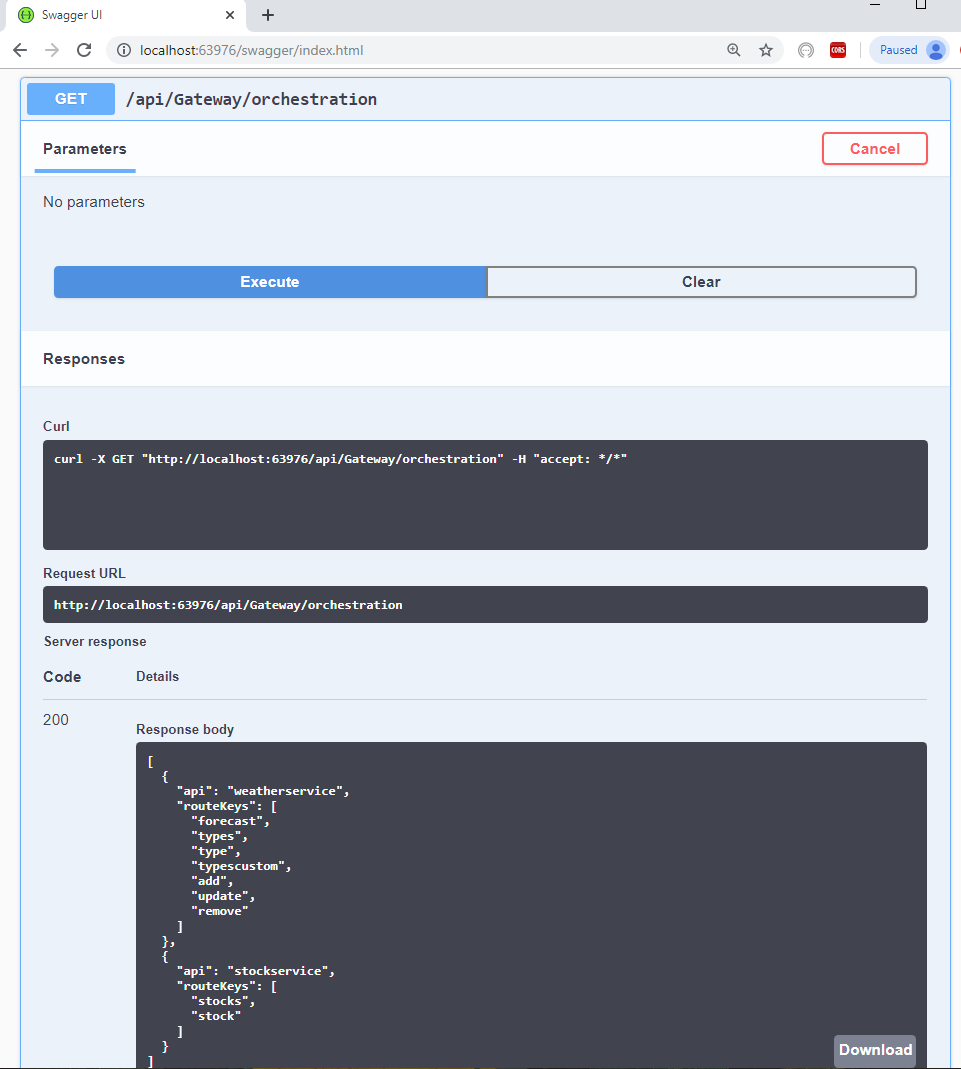 Swagger UI
localhost:63976/swagger/index.html
CORS
Paused
GET /api/Gateway/orchestration
Parameters
Cancel
No parameters
Execute
Clear
Responses
Curl
curl -X GET "http://localhost:63976/api/Gateway/orchestration" -H "accept: */*"
Request URL
http://localhost:63976/api/Gateway/orchestration
Server response
Code Details
200
Response body
[
  {
    "api": "weatherservice",
    "routeKeys": [
      "forecast",
      "types",
      "type",
      "typescustom",
      "add",
      "update",
      "remove"
    ]
  },
  {
    "api": "stockservice",
    "routeKeys": [
      "stocks",
      "stock"
    ]
  }
]
Download